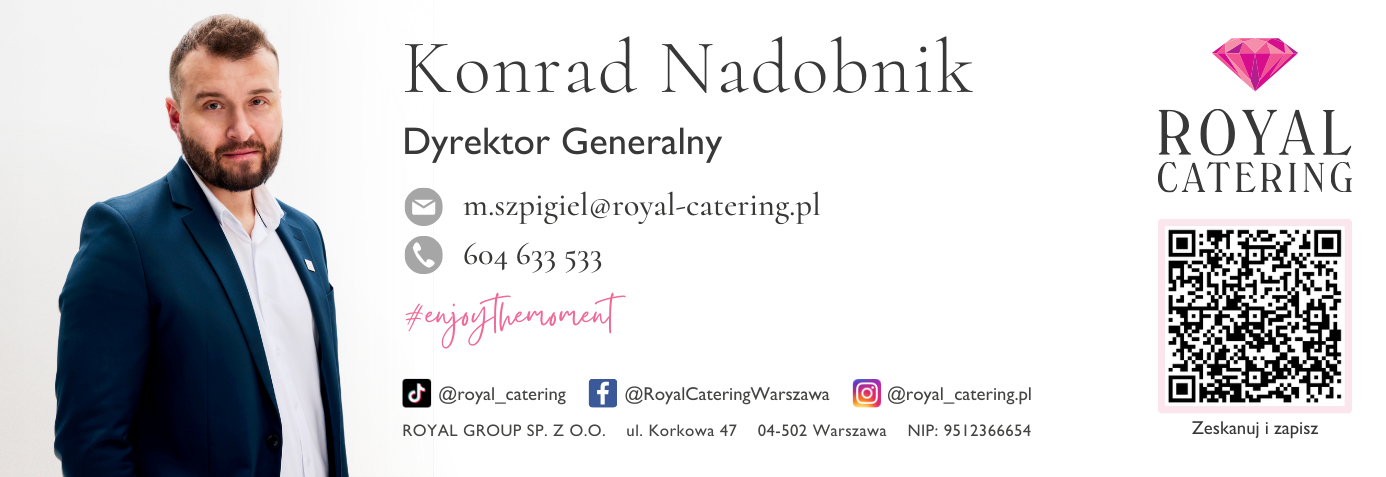 Konrad Nadobnik
Dyrektor Generalny
m.szpigiel@royal-catering.pl
604 633 533
#enjoythemoment
@royal_catering @RoyalCateringWarszawa @royal_catering.pl
ROYAL GROUP SP. Z O.O. ul. Korkowa 47 04-502 Warszawa NIP: 9512366654
ROYAL
CATERING
Zeskanuj i zapisz